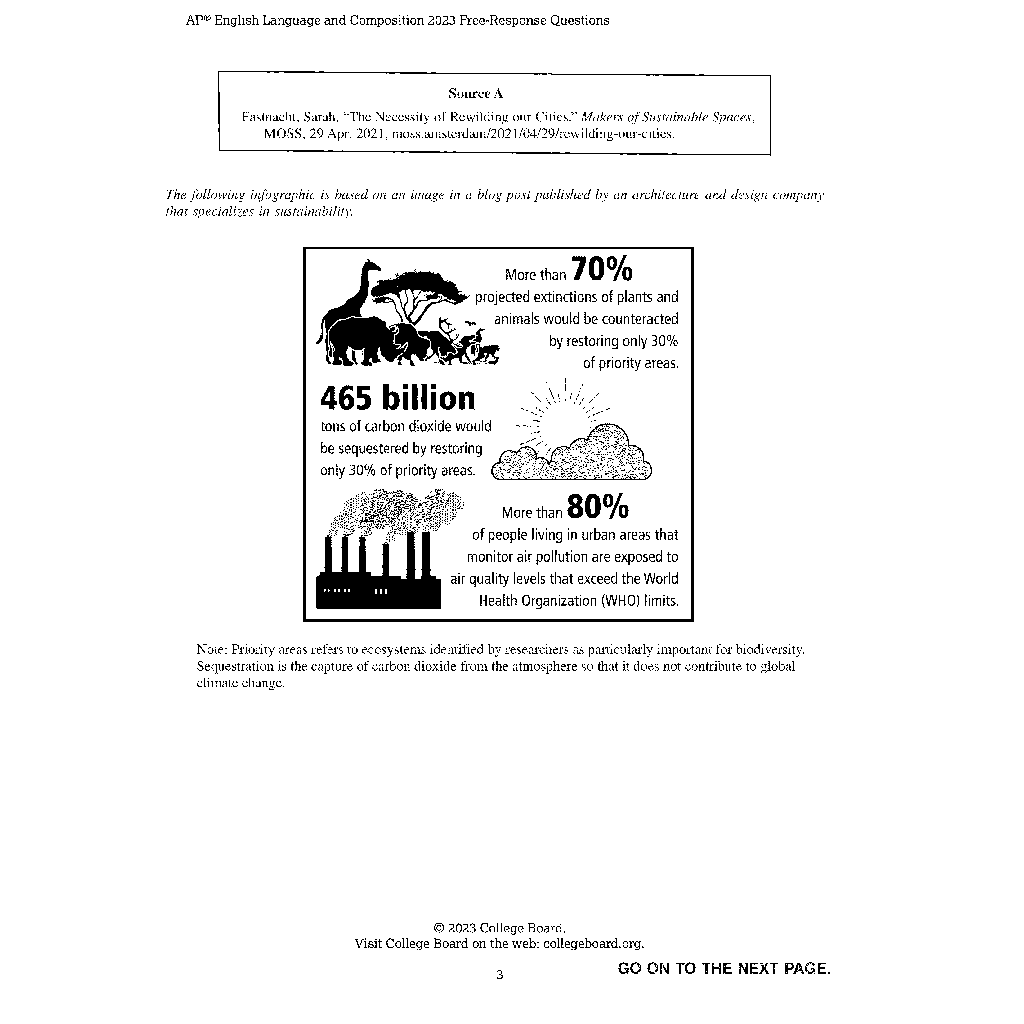 AP® English Language and Composition 2023 Free-Response Questions
Source A
Fastnacht, Sarah, “The Necessity of Rewilding our Cities.” Makers of Sustainable Spaces,
MOSS, 29 Apr. 2021, moss.amsterdam/2021/04/29/rewilding-our-cities.
The following infographic is based on an image in a blog post published by an architecture and design company
that specializes in sustainability.
More than 70%
projected extinctions of plants and
animals would be counteracted
by restoring only 30%
of priority areas.
465 billion
tons of carbon dioxide would
be sequestered by restoring
only 30% of priority areas.
More than 80%
of people living in urban areas that
monitor air pollution are exposed to
air quality levels that exceed the World
Health Organization (WHO) limits.
Note: Priority areas refers to ecosystems identified by researchers as particularly important for biodiversity.
Sequestration is the capture of carbon dioxide from the atmosphere so that it does not contribute to global
climate change.
© 2023 College Board.
Visit College Board on the web: collegeboard.org.
3
GO ON TO THE NEXT PAGE.